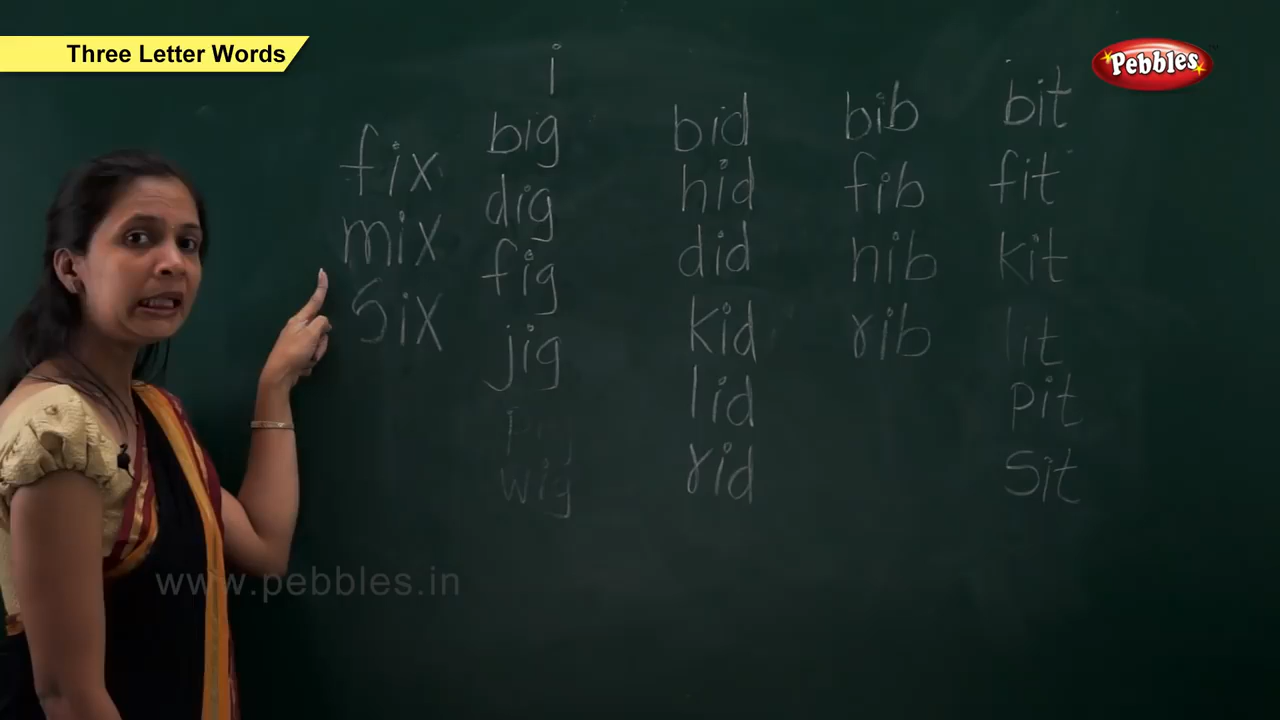 Three Letter Words
Pebbles
i
fix
mix
six
big
dig
fig
jig
pig
wig
bid
hid
did
kid
lid
rid
bib
fib
nib
rib
bit
fit
kit
lit
pit
sit
www.pebbles.in